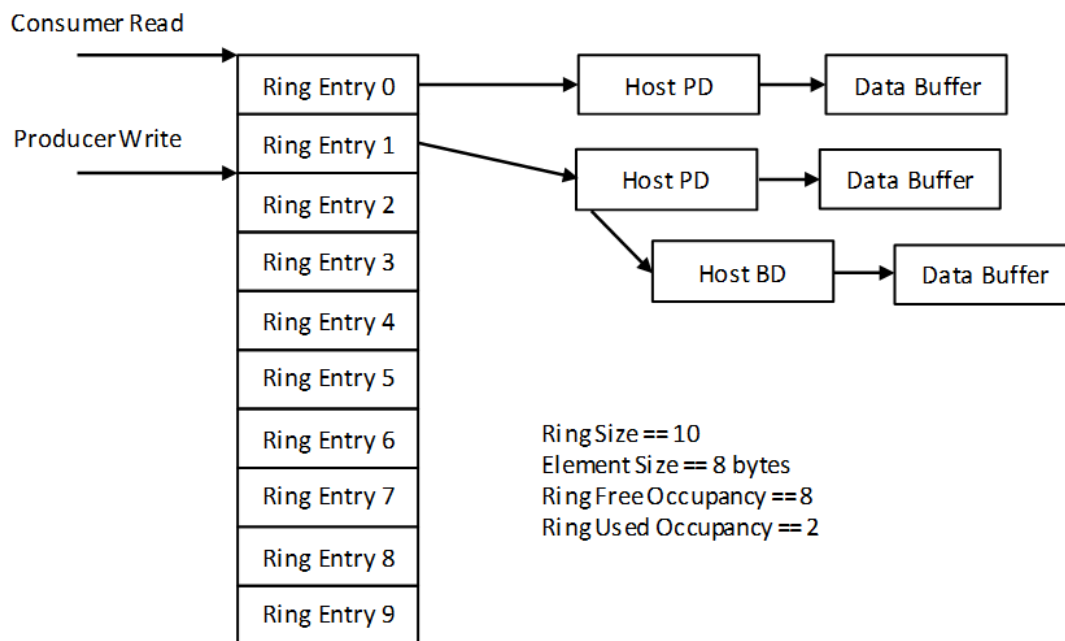 Consumer Read
Ring Entry 0
Host PD
Data Buffer
Producer Write
Ring Entry 1
Host PD
Data Buffer
Ring Entry 2
Ring Entry 3
Host BD
Data Buffer
Ring Entry 4
Ring Entry 5
Ring Entry 6
Ring Entry 7
Ring Entry 8
Ring Entry 9
Ring Size == 10
Element Size == 8 bytes
Ring Free Occupancy == 8
Ring Used Occupancy == 2